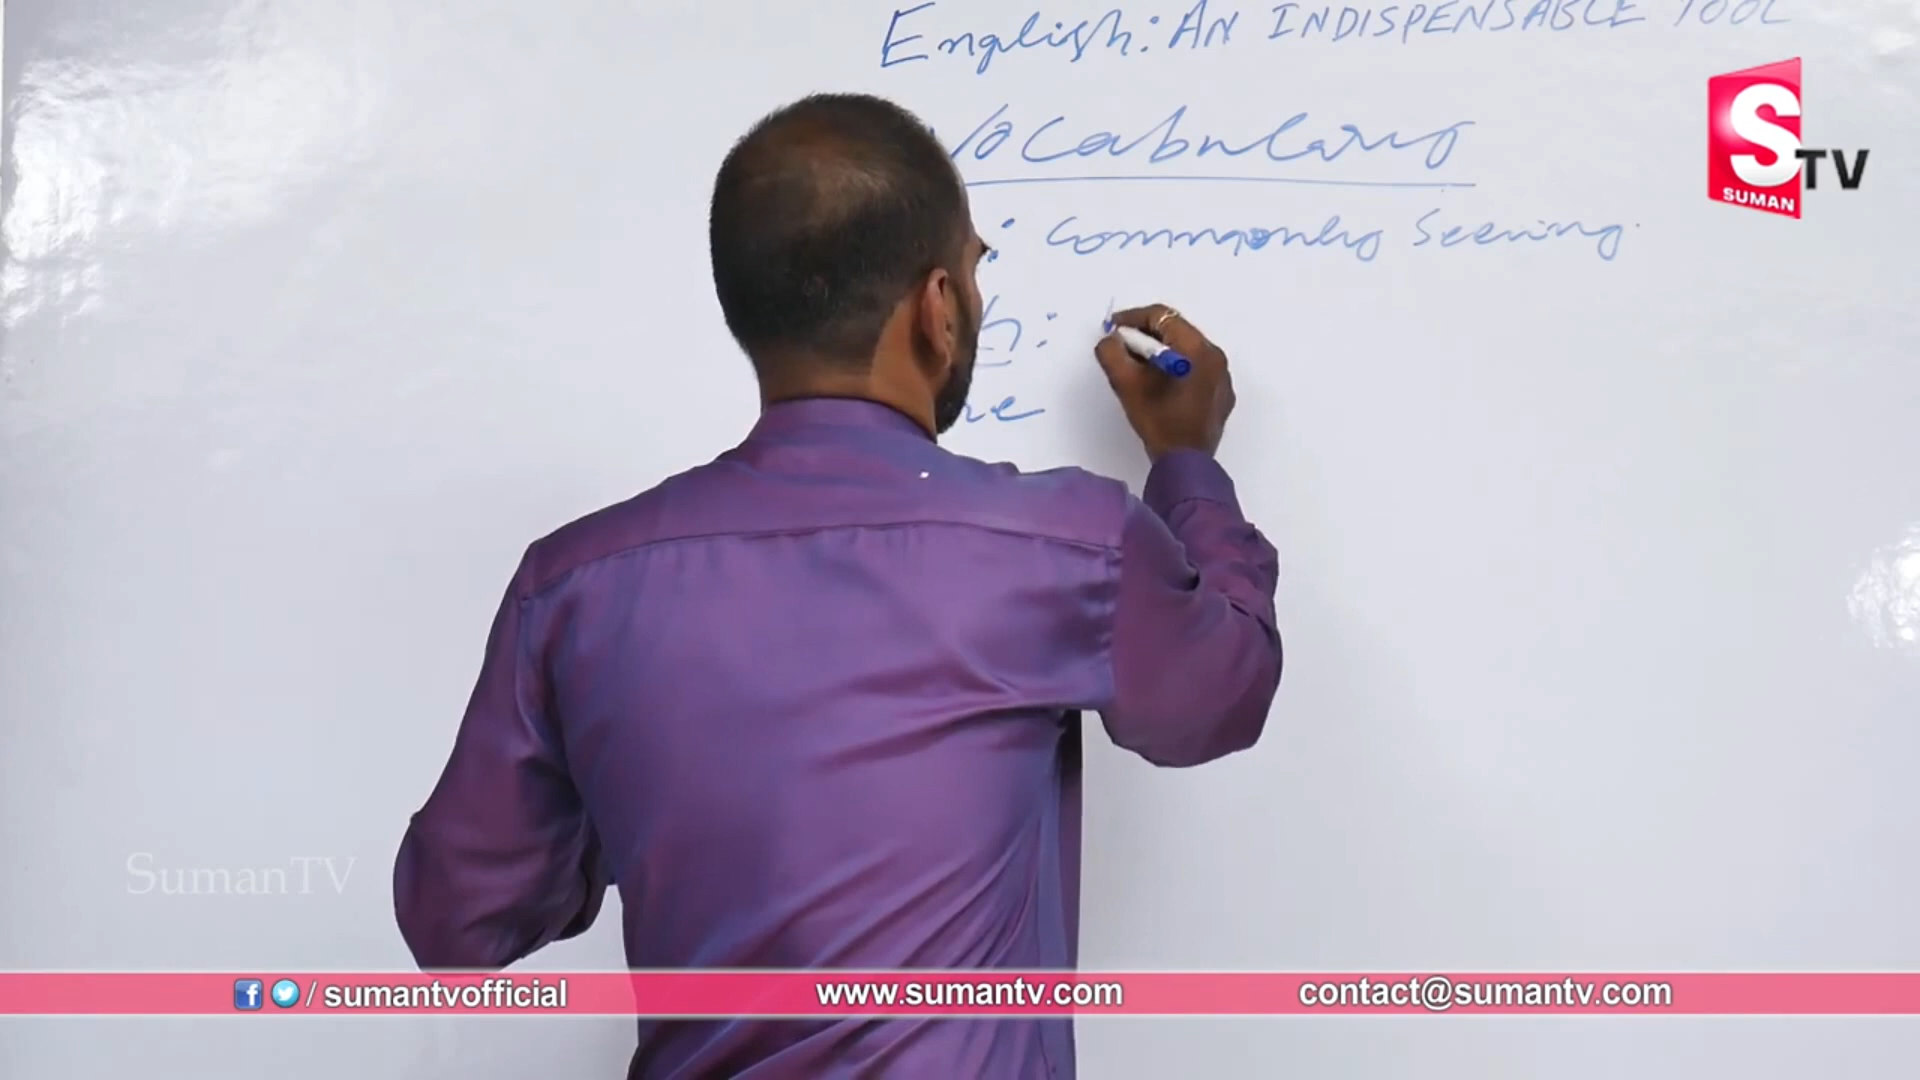 English: AN INDISPENSABLE TOOL
Vocabulary
: Commonly Seeing.
S TV
SUMAN
SumanTV
f / sumantvofficial
www.sumantv.com
contact@sumantv.com